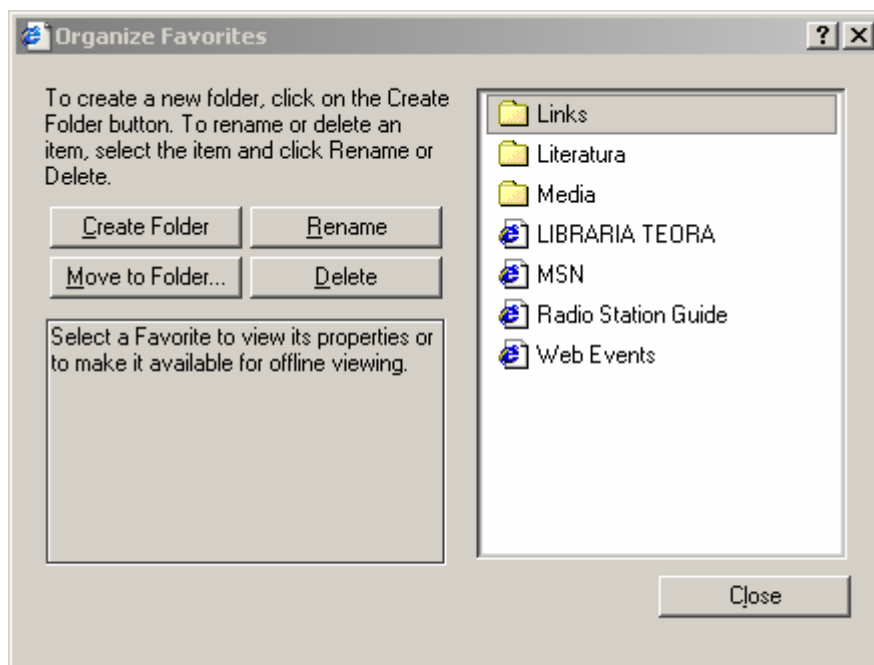 Organize Favorites
To create a new folder, click on the Create
Folder button. To rename or delete an
item, select the item and click Rename or
Delete.
Create Folder
Rename
Move to Folder...
Delete
Select a Favorite to view its properties or
to make it available for offline viewing.
Links
Literatura
Media
LIBRARIA TEORA
MSN
Radio Station Guide
Web Events
Close